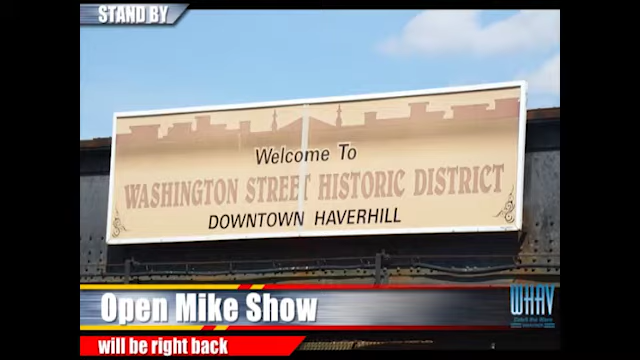 STAND BY
Welcome To
WASHINGTON STREET HISTORIC DISTRICT
DOWNTOWN HAVERHILL
Open Mike Show
WHAV
will be right back